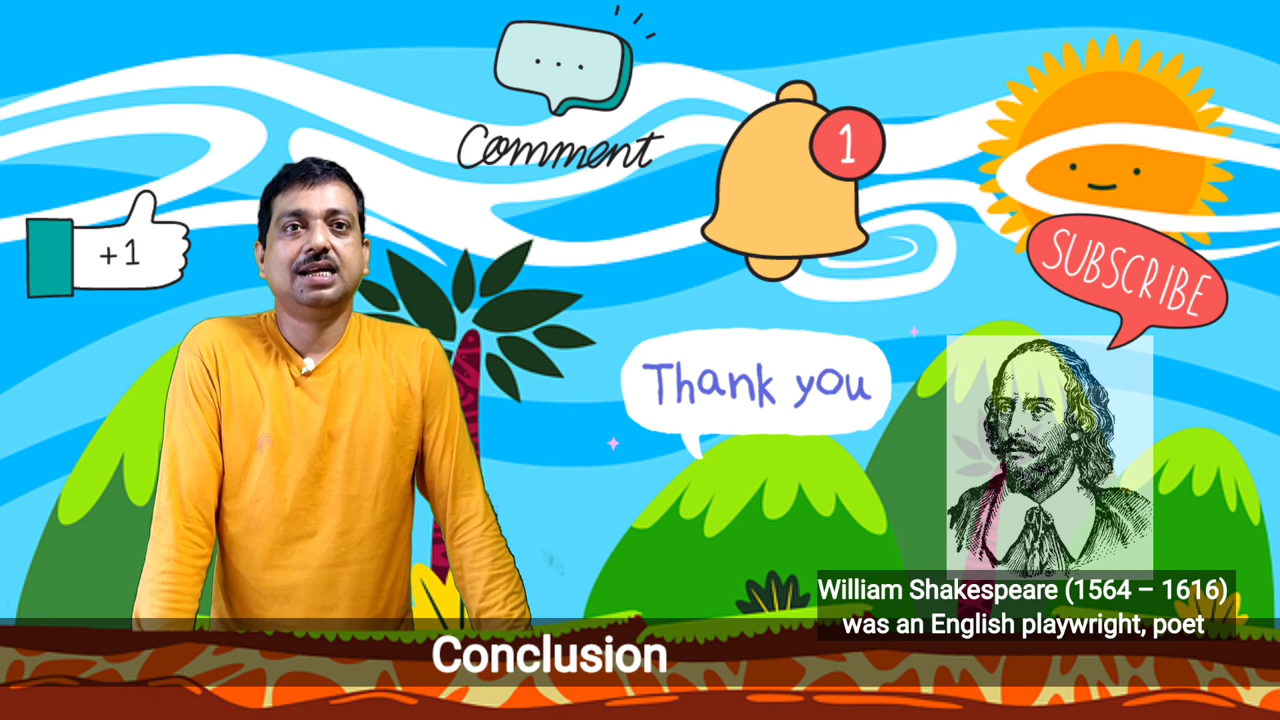 Comment
1
+1
SUBSCRIBE
Thank you
William Shakespeare (1564 – 1616)
was an English playwright, poet
Conclusion